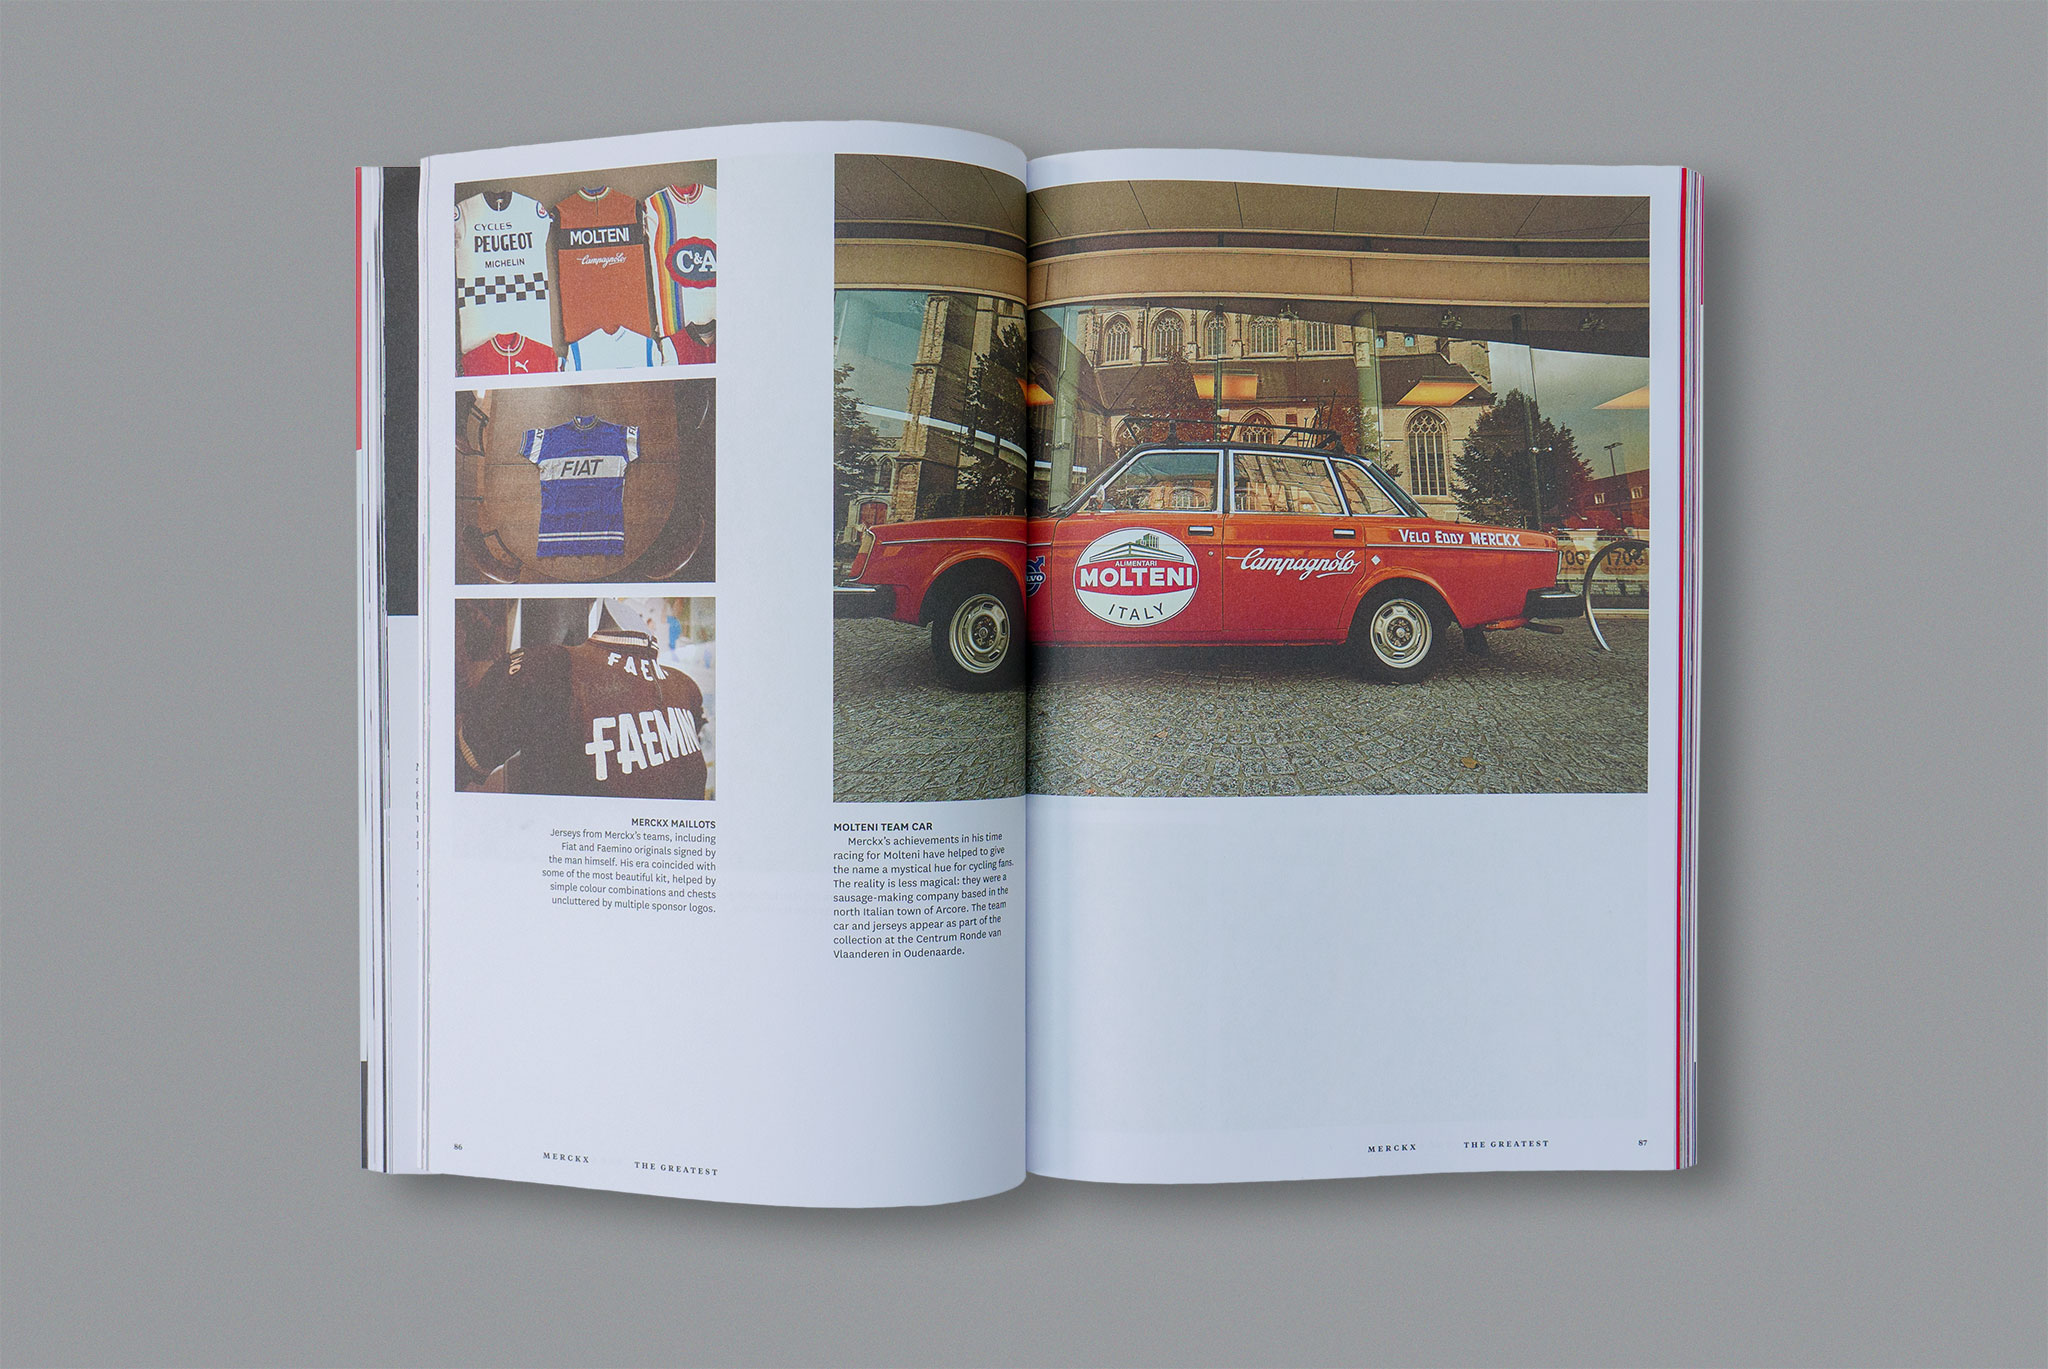 CYCLES
PEUGEOT
MICHELIN
MOLTENI
Campagnolo
C&A
FIAT
FAEM
FAEMIN
MERCKX MAILLOTS
Jerseys from Merckx's teams, including
Fiat and Faemino originals signed by
the man himself. His era coincided with
some of the most beautiful kit, helped by
simple colour combinations and chests
uncluttered by multiple sponsor logos.
ALIMENTARI
MOLTENI
ITALY
Campagnolo
VELO EDDY MERCKX
MOLTENI TEAM CAR
Merckx's achievements in his time
racing for Molteni have helped to give
the name a mystical hue for cycling fans.
The reality is less magical: they were a
sausage-making company based in the
north Italian town of Arcore. The team
car and jerseys appear as part of the
collection at the Centrum Ronde van
Vlaanderen in Oudenaarde.
86
MERCKX THE GREATEST
MERCKX THE GREATEST
87